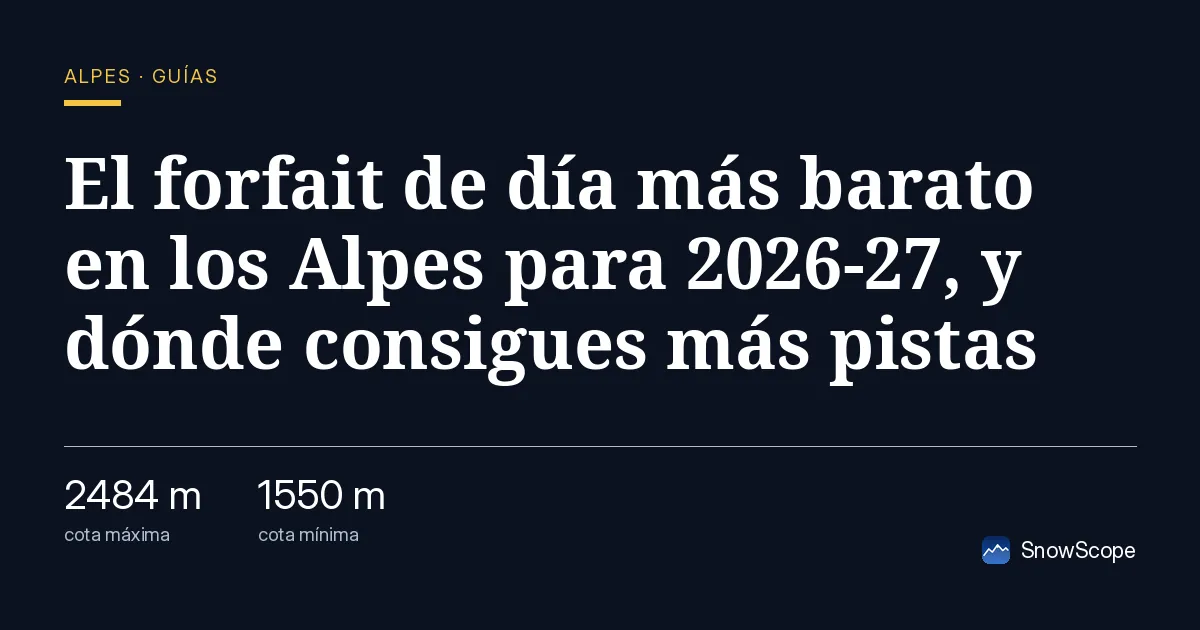 ALPES · GUÍAS
El forfait de día más barato
en los Alpes para 2026-27, y
dónde consigues más pistas
2484 m
cota máxima
1550 m
cota mínima
SnowScope